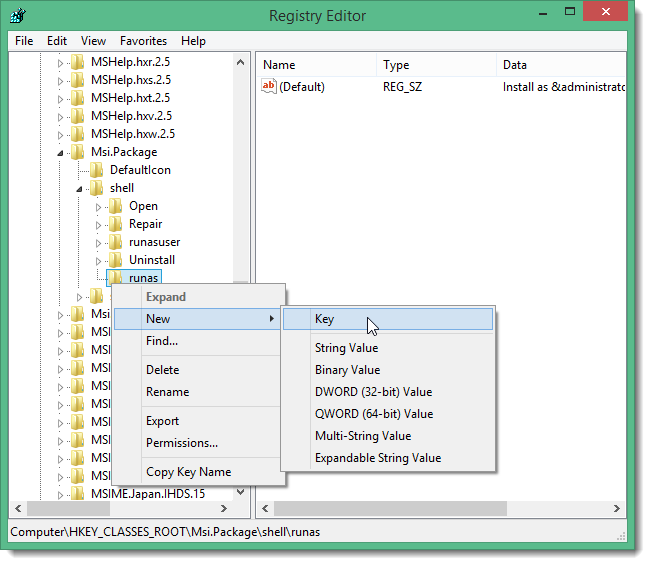 Registry Editor
File Edit View Favorites Help
MSHelp.hxr.2.5
MSHelp.hxs.2.5
MSHelp.hxt.2.5
MSHelp.hxv.2.5
MSHelp.hxw.2.5
Msi.Package
DefaultIcon
shell
Open
Repair
runasuser
Uninstall
runas
Msi
MSI
MSI
MSI
MSI
MSI
MSI
MSI
MSI
MSIMEJapan.IHDS.15
Name Type Data
ab (Default) REG_SZ Install as &administrato
Expand
New
Find...
Delete
Rename
Export
Permissions...
Copy Key Name
Key
String Value
Binary Value
DWORD (32-bit) Value
QWORD (64-bit) Value
Multi-String Value
Expandable String Value
Computer\HKEY_CLASSES_ROOT\Msi.Package\shell\runas